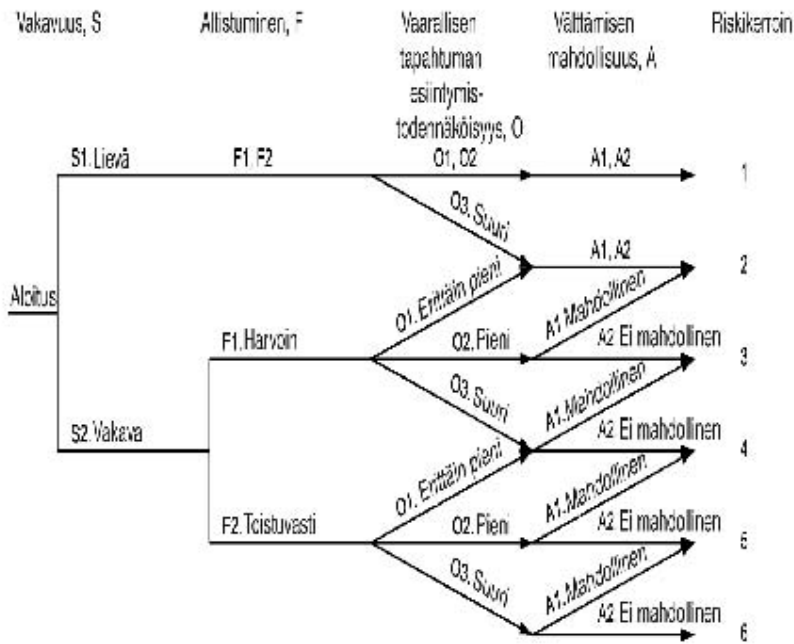 Vakavuus, S
Altistuminen, F
Vaarallisen
tapahtuman
esiintymis-
todennäköisyys, O
Välttämisen
mahdollisuus, A
Riskikerroin
S1. Lievä
F1, F2
O1, O2
A1, A2
1
O3. Suuri
A1, A2
2
Aloitus
O1. Erittäin pieni
A1. Mahdollinen
F1. Harvoin
O2. Pieni
A2 Ei mahdollinen
3
O3. Suuri
A1. Mahdollinen
S2. Vakava
A2 Ei mahdollinen
4
O1. Erittäin pieni
A1. Mahdollinen
F2. Toistuvasti
O2. Pieni
A2 Ei mahdollinen
5
O3. Suuri
A1. Mahdollinen
A2 Ei mahdollinen
6